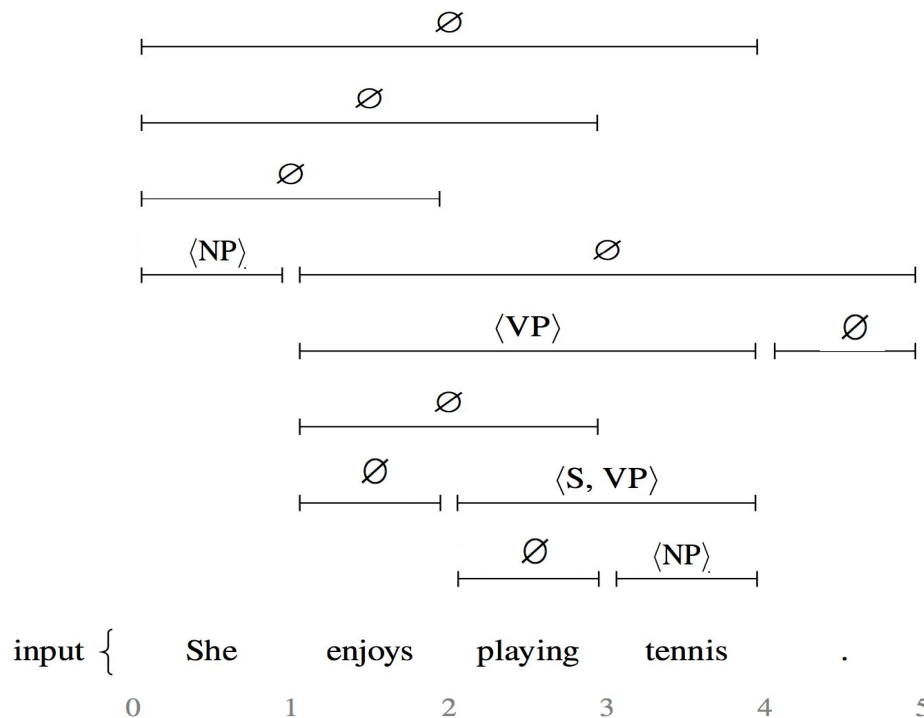 ∅
∅
∅
⟨NP⟩ ∅
⟨VP⟩ ∅
∅
∅ ⟨S, VP⟩
∅ ⟨NP⟩
input { She enjoys playing tennis .
0 1 2 3 4 5